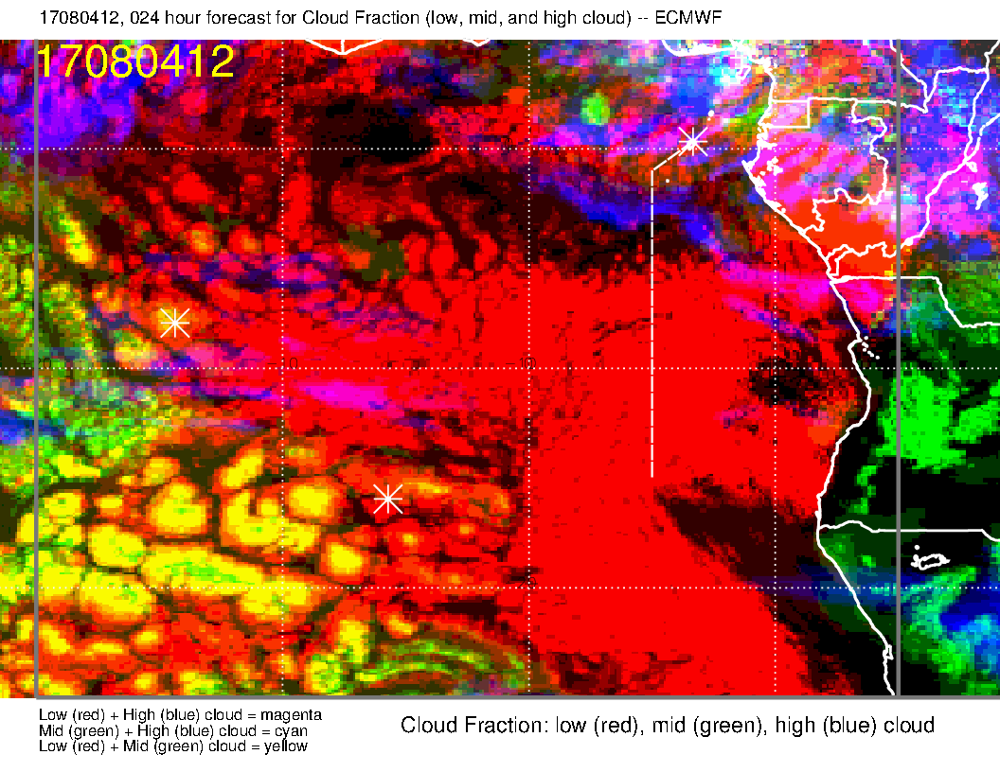 17080412, 024 hour forecast for Cloud Fraction (low, mid, and high cloud) -- ECMWF
17080412
Low (red) + High (blue) cloud = magenta
Mid (green) + High (blue) cloud = cyan
Low (red) + Mid (green) cloud = yellow
Cloud Fraction: low (red), mid (green), high (blue) cloud